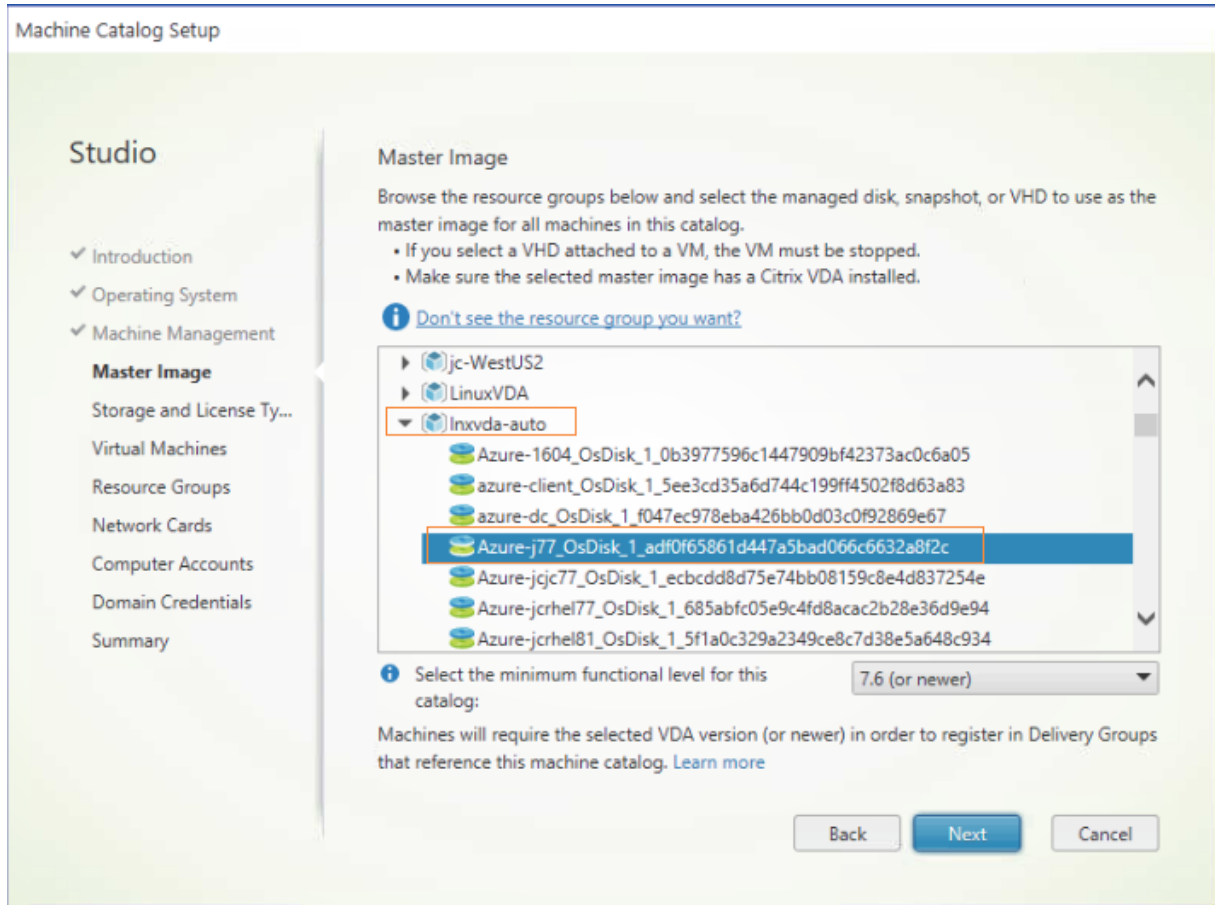 Machine Catalog Setup
Studio
Introduction
Operating System
Machine Management
Master Image
Storage and License Ty...
Virtual Machines
Resource Groups
Network Cards
Computer Accounts
Domain Credentials
Summary
Master Image
Browse the resource groups below and select the managed disk, snapshot, or VHD to use as the
master image for all machines in this catalog.
• If you select a VHD attached to a VM, the VM must be stopped.
• Make sure the selected master image has a Citrix VDA installed.
Don't see the resource group you want?
jc-WestUS2
LinuxVDA
lnxvda-auto
Azure-1604_OsDisk_1_0b3977596c1447909bf42373ac0c6a05
azure-client_OsDisk_1_5ee3cd35a6d744c199ff4502f8d63a83
azure-dc_OsDisk_1_f047ec978eba426bb0d03c0f92869e67
Azure-j77_OsDisk_1_adf0f65861d447a5bad066c6632a8f2c
Azure-jcjc77_OsDisk_1_ecbcdd8d75e74bb08159c8e4d837254e
Azure-jcrhel77_OsDisk_1_685abfc05e9c4fd8acac2b28e36d9e94
Azure-jcrhel81_OsDisk_1_5f1a0c329a2349ce8c7d38e5a648c934
Select the minimum functional level for this
catalog:
7.6 (or newer)
Machines will require the selected VDA version (or newer) in order to register in Delivery Groups
that reference this machine catalog. Learn more
Back
Next
Cancel